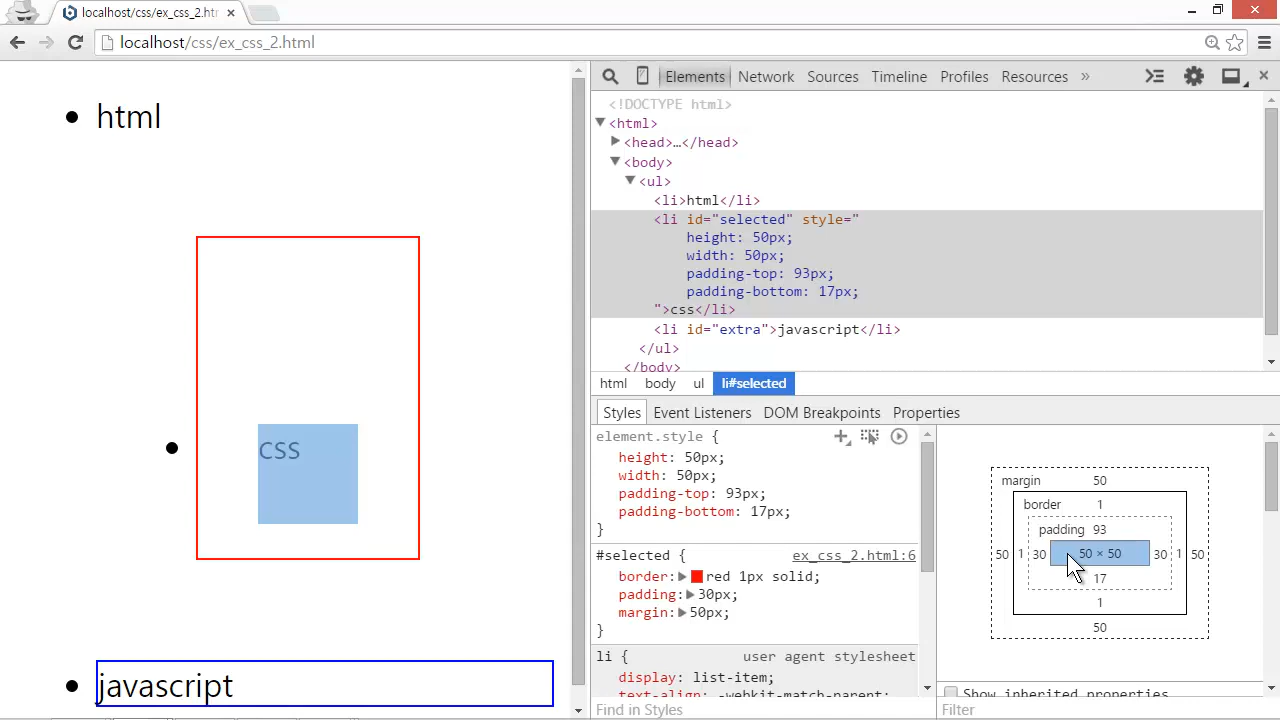 localhost/css/ex_css_2.htm
localhost/css/ex_css_2.html
html
css
javascript
Elements Network Sources Timeline Profiles Resources »
<!DOCTYPE html>
<html>
<head>…</head>
<body>
<ul>
<li>html</li>
<li id="selected" style="
height: 50px;
width: 50px;
padding-top: 93px;
padding-bottom: 17px;
">css</li>
<li id="extra">javascript</li>
</ul>
</body>
html body ul li#selected
Styles Event Listeners DOM Breakpoints Properties
element.style {
height: 50px;
width: 50px;
padding-top: 93px;
padding-bottom: 17px;
}
#selected { ex_css_2.html:6
border: red 1px solid;
padding: 30px;
margin: 50px;
}
li { user agent stylesheet
display: list-item;
text-align: -webkit-match-parent;
Find in Styles
margin 50
border 1
padding 93
50 1 30 50 × 50 30 1 50
17
1
50
Show inherited properties
Filter